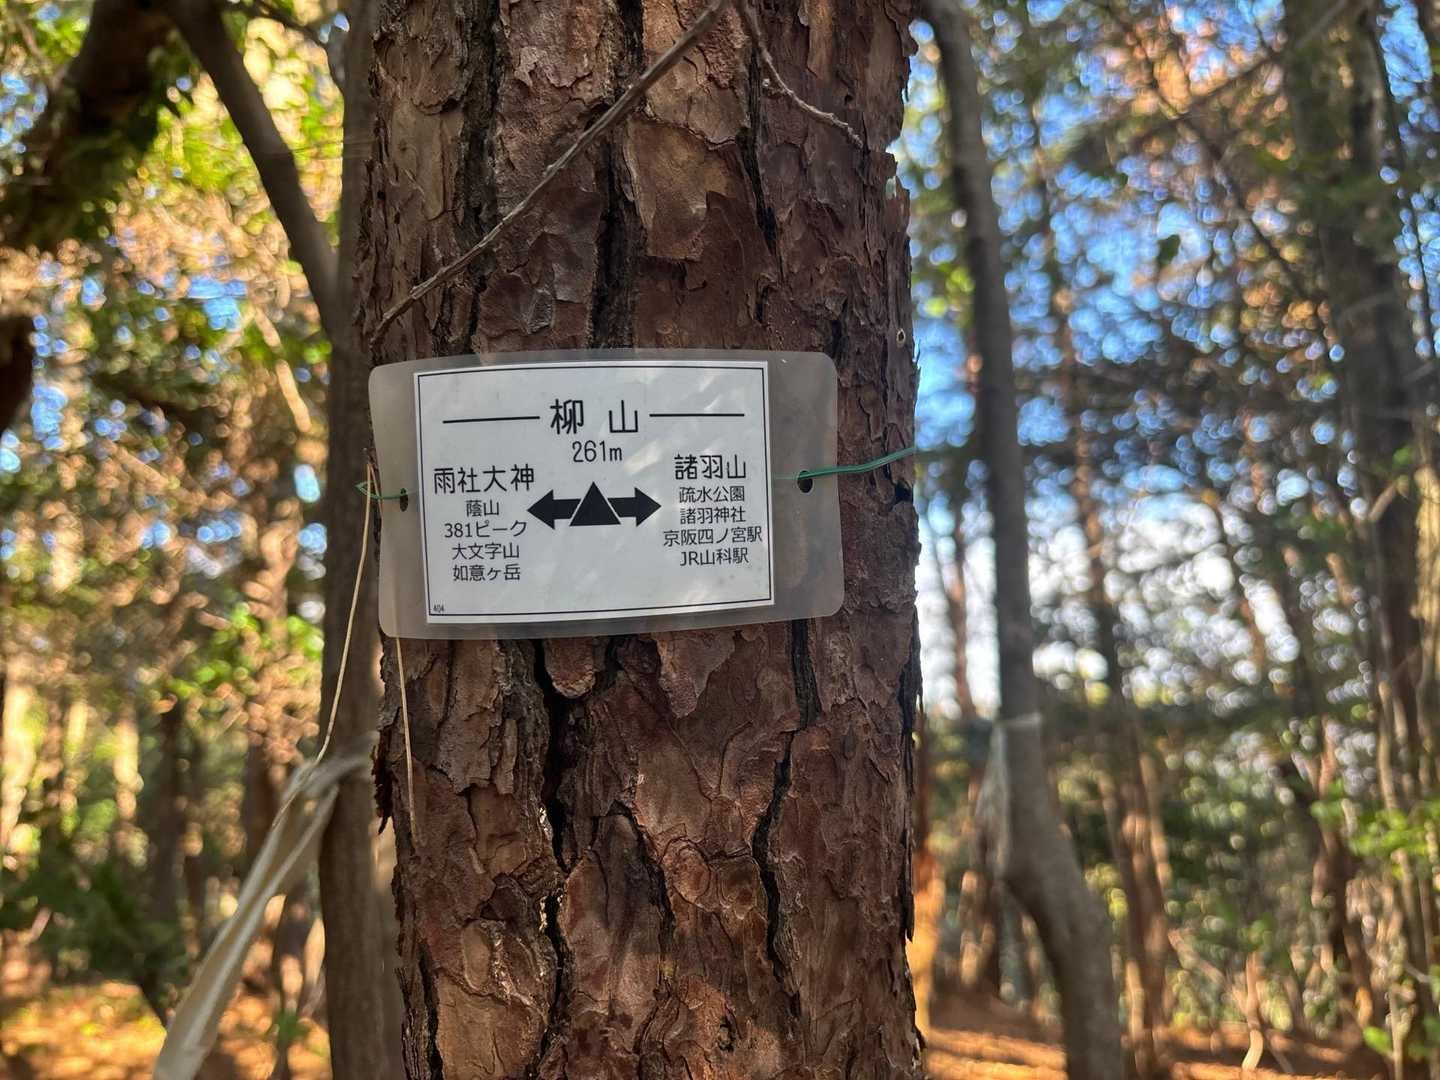 柳山
261m
雨社大神
陰山
381ピーク
大文字山
如意ヶ岳
諸羽山
疏水公園
諸羽神社
京阪四ノ宮駅
JR山科駅
404